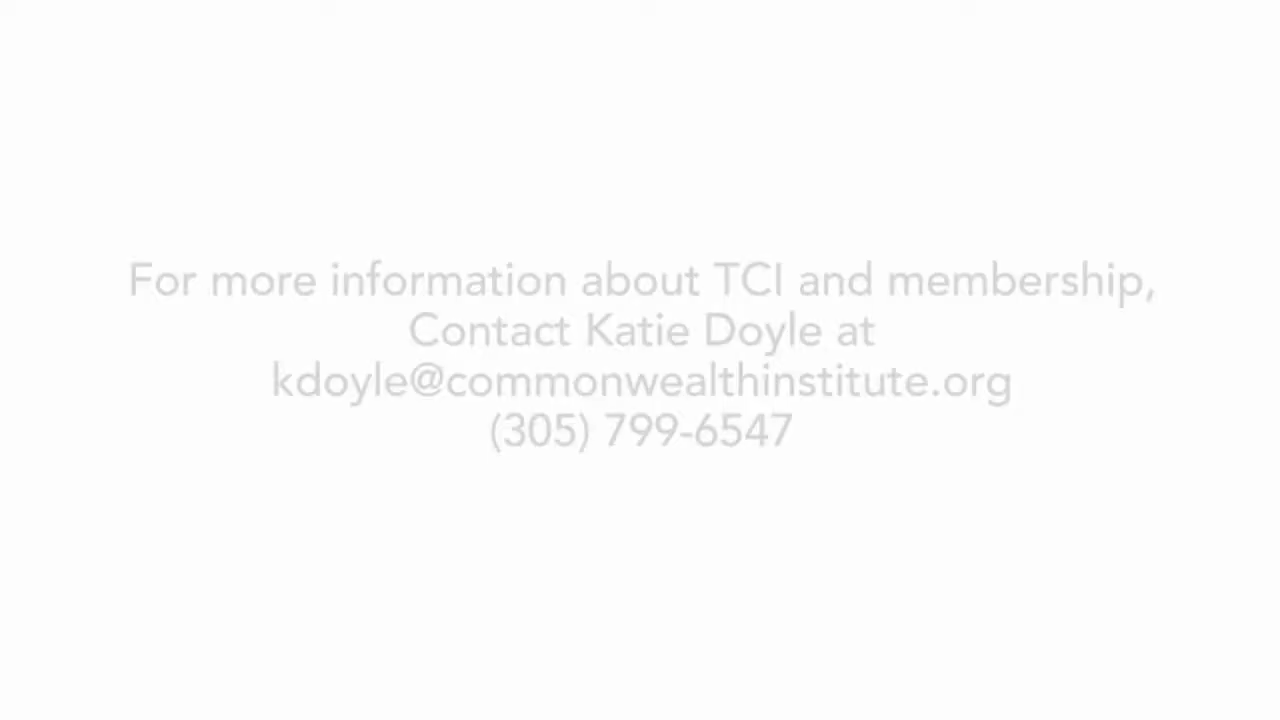 For more information about TCI and membership,
Contact Katie Doyle at
kdoyle@commonwealthinstitute.org
(305) 799-6547